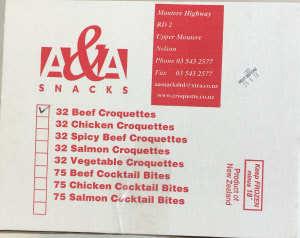 A&A
SNACKS
Moutere Highway
RD 2
Upper Moutere
Nelson
Phone 03 543 2577
Fax 03 543 2577
aasnacksltd@xtra.co.nz
www.croquette.co.nz
32 Beef Croquettes
32 Chicken Croquettes
32 Spicy Beef Croquettes
32 Salmon Croquettes
32 Vegetable Croquettes
75 Beef Cocktail Bites
75 Chicken Cocktail Bites
75 Salmon Cocktail Bites
Product of
New Zealand
Keep FROZEN
minus 18°